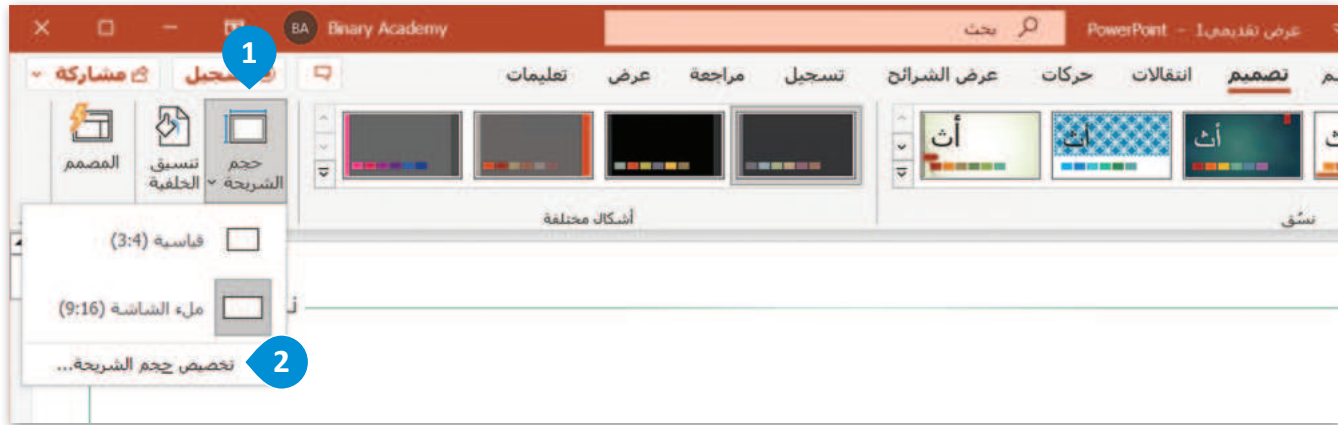 عرض تقديمي1 – PowerPoint
بحث
Binary Academy
BA
تصميم
انتقالات
حركات
عرض الشرائح
تسجيل
مراجعة
عرض
تعليمات
مشاركة
1
أث
أث
أث
نسُق
أشكال مختلفة
حجم الشريحة
تنسيق الخلفية
المصمم
قياسية (3:4)
ملء الشاشة (9:16)
تخصيص حجم الشريحة...
2